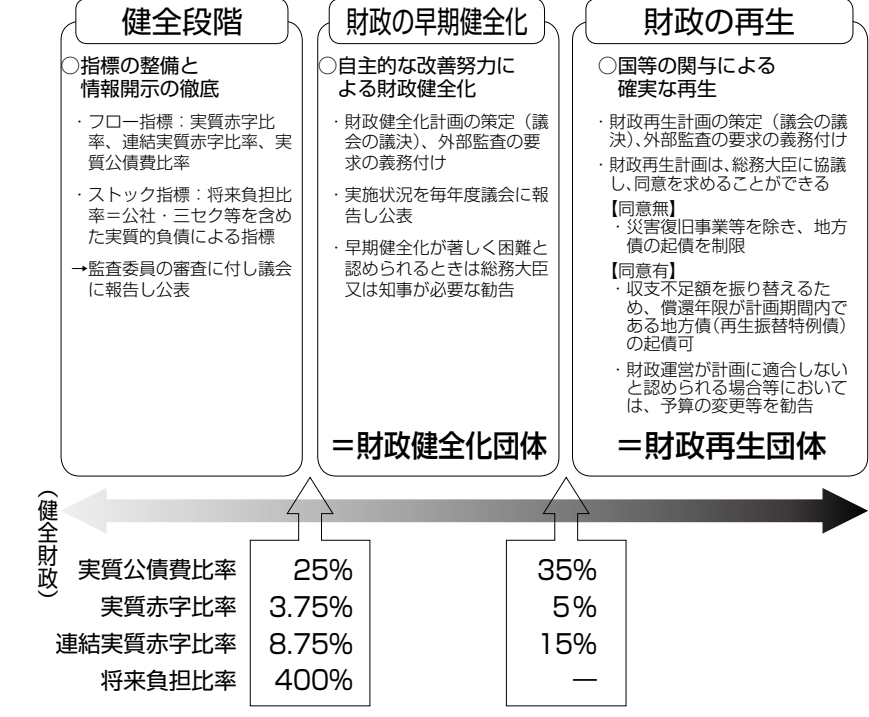 健全段階
○指標の整備と
情報開示の徹底
・フロー指標：実質赤字比
率、連結実質赤字比率、実
質公債費比率
・ストック指標：将来負担比
率＝公社・三セク等を含め
た実質的負債による指標
→監査委員の審査に付し議会
に報告し公表
財政の早期健全化
○自主的な改善努力に
よる財政健全化
・財政健全化計画の策定（議
会の議決）、外部監査の要
求の義務付け
・実施状況を毎年度議会に報
告し公表
・早期健全化が著しく困難と
認められるときは総務大臣
又は知事が必要な勧告
＝財政健全化団体
財政の再生
○国等の関与による
確実な再生
・財政再生計画の策定（議会の議
決）、外部監査の要求の義務付け
・財政再生計画は、総務大臣に協議
し、同意を求めることができる
【同意無】
・災害復旧事業等を除き、地方
債の起債を制限
【同意有】
・収支不足額を振り替えるた
め、償還年限が計画期間内で
ある地方債（再生振替特例債）
の起債可
・財政運営が計画に適合しない
と認められる場合等において
は、予算の変更等を勧告
＝財政再生団体
（健全財政）
実質公債費比率 25% 35%
実質赤字比率 3.75% 5%
連結実質赤字比率 8.75% 15%
将来負担比率 400% ―